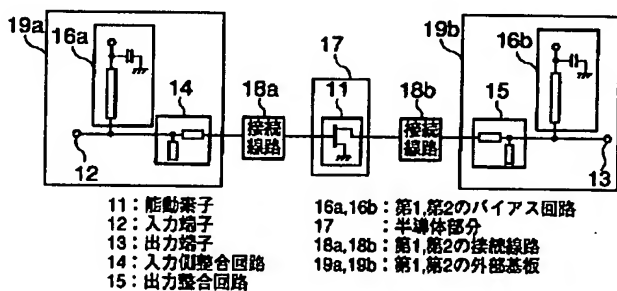 19a
16a
14
18a
17
11
18b
19b
16b
15
接続
線路
接続
線路
12
13
11：能動素子
12：入力端子
13：出力端子
14：入力側整合回路
15：出力整合回路
16a,16b：第1,第2のバイアス回路
17　：半導体部分
18a,18b：第1,第2の接続線路
19a,19b：第1,第2の外部基板